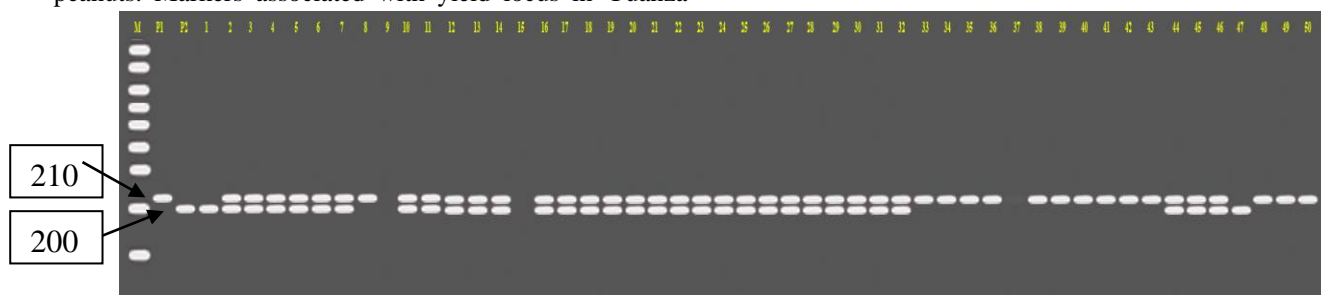 peanuts. Markers associated with yield locus in 'Tuanza
M P1 P2 1 2 3 4 5 6 7 8 9 10 11 12 13 14 15 16 17 18 19 20 21 22 23 24 25 26 27 28 29 30 31 32 33 34 35 36 37 38 39 40 41 42 43 44 45 46 47 48 49 50
210
200